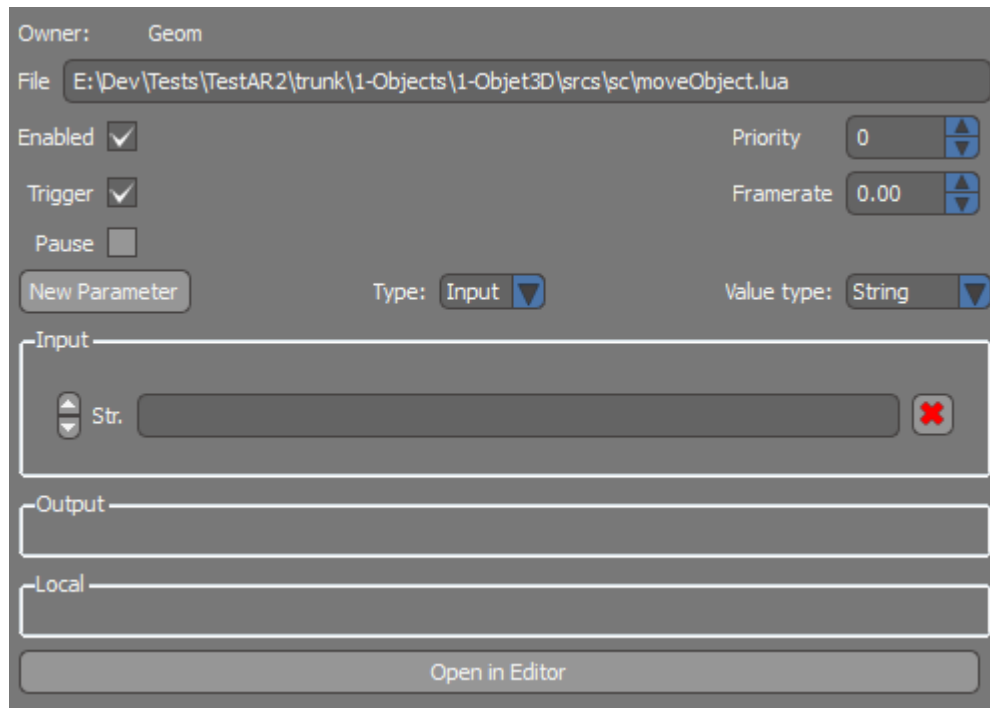 Owner: Geom
File E:\Dev\Tests\TestAR2\trunk\1-Objects\1-Objet3D\srcs\sc\moveObject.lua
Enabled Priority 0
Trigger Framerate 0.00
Pause
New Parameter Type: Input Value type: String
Input
Str.
Output
Local
Open in Editor